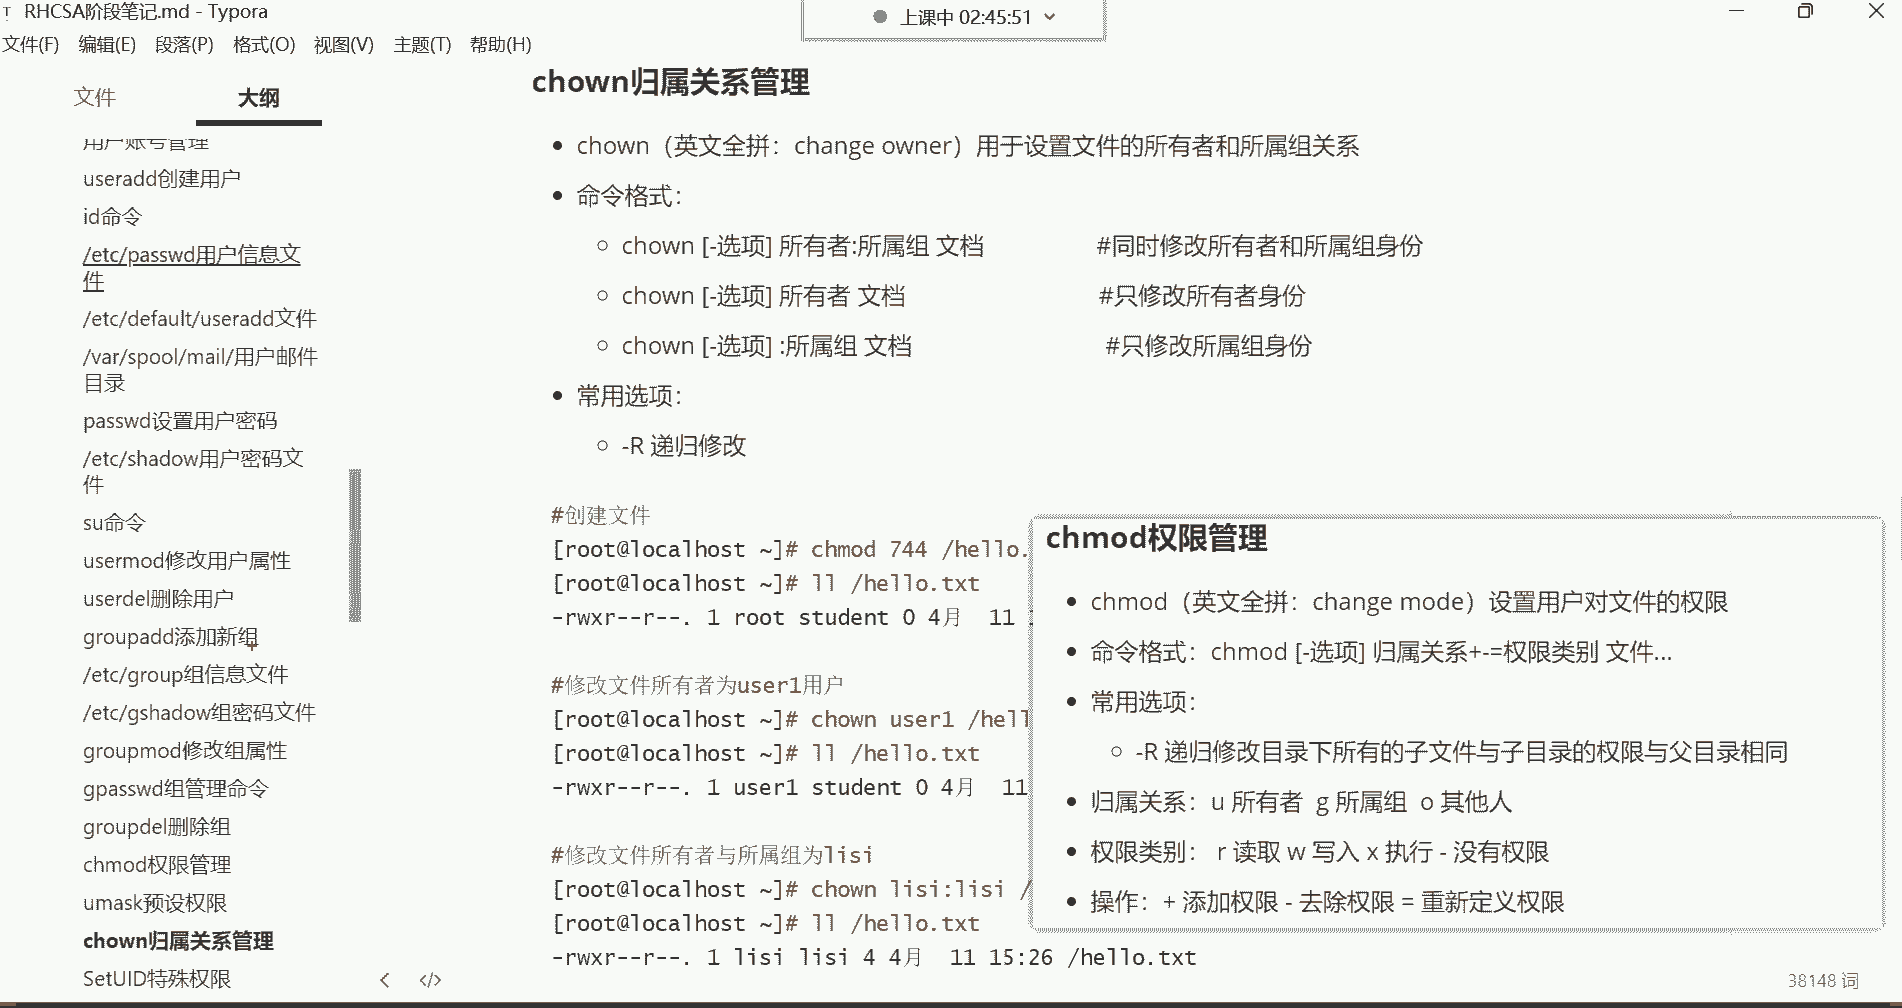 RHCSA阶段笔记.md - Typora
上课中 02:45:51
文件(F) 编辑(E) 段落(P) 格式(O) 视图(V) 主题(T) 帮助(H)
文件 大纲
用户账号管理
useradd创建用户
id命令
/etc/passwd用户信息文
件
/etc/default/useradd文件
/var/spool/mail/用户邮件
目录
passwd设置用户密码
/etc/shadow用户密码文
件
su命令
usermod修改用户属性
userdel删除用户
groupadd添加新组
/etc/group组信息文件
/etc/gshadow组密码文件
groupmod修改组属性
gpasswd组管理命令
groupdel删除组
chmod权限管理
umask预设权限
chown归属关系管理
SetUID特殊权限
chown归属关系管理
chown（英文全拼：change owner）用于设置文件的所有者和所属组关系
命令格式：
chown [-选项] 所有者:所属组 文档 #同时修改所有者和所属组身份
chown [-选项] 所有者 文档 #只修改所有者身份
chown [-选项] :所属组 文档 #只修改所属组身份
常用选项：
-R 递归修改
#创建文件
[root@localhost ~]# chmod 744 /hello.
[root@localhost ~]# ll /hello.txt
-rwxr--r--. 1 root student 0 4月 11
#修改文件所有者为user1用户
[root@localhost ~]# chown user1 /hell
[root@localhost ~]# ll /hello.txt
-rwxr--r--. 1 user1 student 0 4月 11
#修改文件所有者与所属组为lisi
[root@localhost ~]# chown lisi:lisi /
[root@localhost ~]# ll /hello.txt
-rwxr--r--. 1 lisi lisi 4 4月 11 15:26 /hello.txt
chmod权限管理
chmod（英文全拼：change mode）设置用户对文件的权限
命令格式：chmod [-选项] 归属关系+-=权限类别 文件...
常用选项：
-R 递归修改目录下所有的子文件与子目录的权限与父目录相同
归属关系：u 所有者 g 所属组 o 其他人
权限类别： r 读取 w 写入 x 执行 - 没有权限
操作：+ 添加权限 - 去除权限 = 重新定义权限
38148 词